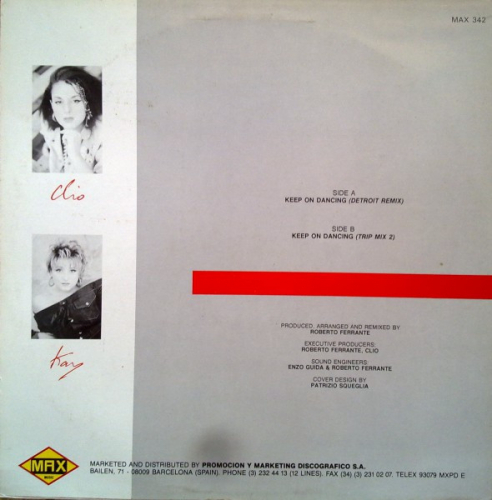 MAX 342
Clio
SIDE A
KEEP ON DANCING (DETROIT REMIX)
SIDE B
KEEP ON DANCING (TRIP MIX 2)
Kay
PRODUCED, ARRANGED AND REMIXED BY
ROBERTO FERRANTE
EXECUTIVE PRODUCERS:
ROBERTO FERRANTE, CLIO
SOUND ENGINEERS:
ENZO GUIDA & ROBERTO FERRANTE
COVER DESIGN BY
PATRIZIO SQUEGLIA
MAX
MUSIC
MARKETED AND DISTRIBUTED BY PROMOCION Y MARKETING DISCOGRAFICO S.A.
BAILEN, 71 - 08009 BARCELONA (SPAIN). PHONE (3) 232 44 13 (12 LINES). FAX (34) (3) 231 02 07. TELEX 93079 MXPD E